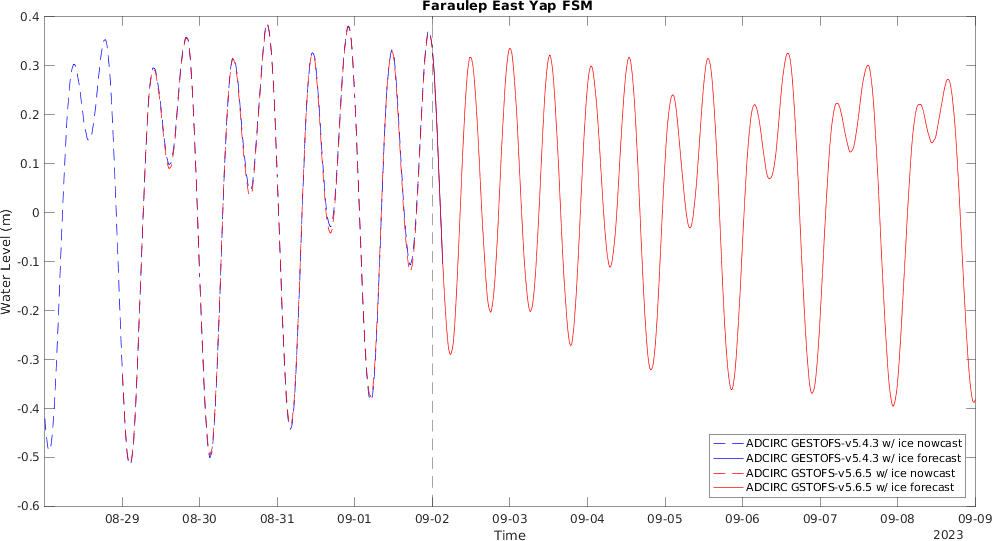 Faraulep East Yap FSM
0.4
0.3
0.2
0.1
0
-0.1
-0.2
-0.3
-0.4
-0.5
-0.6
Water Level (m)
08-29 08-30 08-31 09-01 09-02 09-03 09-04 09-05 09-06 09-07 09-08 09-09
Time
2023
ADCIRC GESTOFS-v5.4.3 w/ ice nowcast
ADCIRC GESTOFS-v5.4.3 w/ ice forecast
ADCIRC GSTOFS-v5.6.5 w/ ice nowcast
ADCIRC GSTOFS-v5.6.5 w/ ice forecast